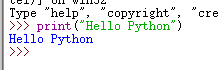 Type "help", "copyright", "cre
>>> print("Hello Python")
Hello Python
>>>